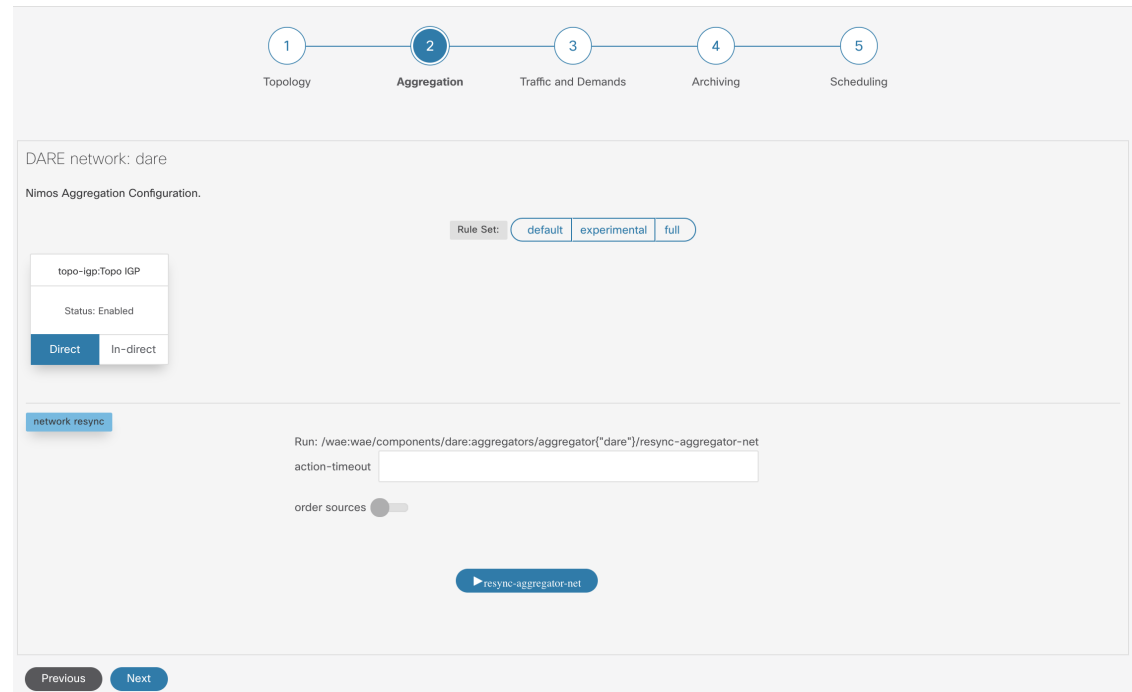 1 2 3 4 5
Topology Aggregation Traffic and Demands Archiving Scheduling
DARE network: dare
Nimos Aggregation Configuration.
Rule Set: default experimental full
topo-igp:Topo IGP
Status: Enabled
Direct In-direct
network resync
Run: /wae:wae/components/dare:aggregators/aggregator{"dare"}/resync-aggregator-net
action-timeout
order sources
resync-aggregator-net
Previous Next